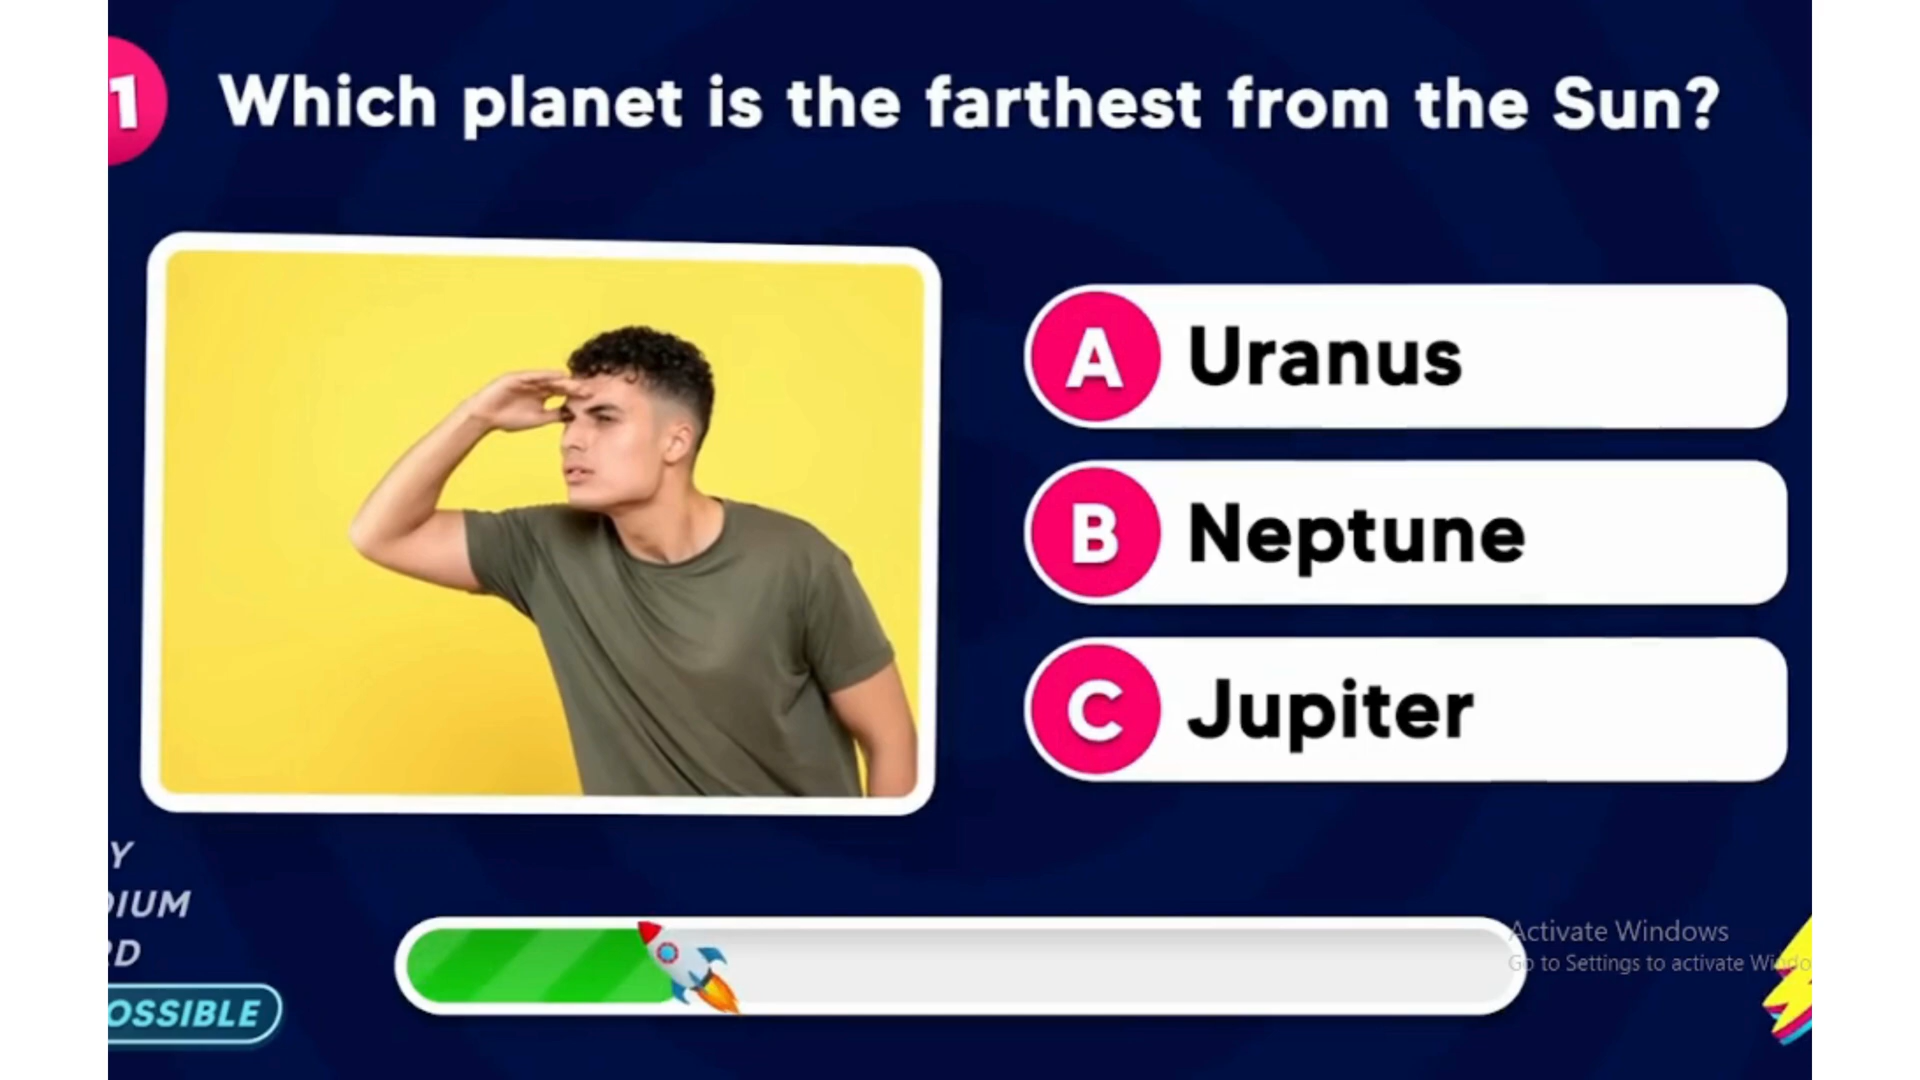 1 Which planet is the farthest from the Sun?
A Uranus
B Neptune
C Jupiter
Y
DIUM
RD
OSSIBLE
Activate Windows
Go to Settings to activate Windo